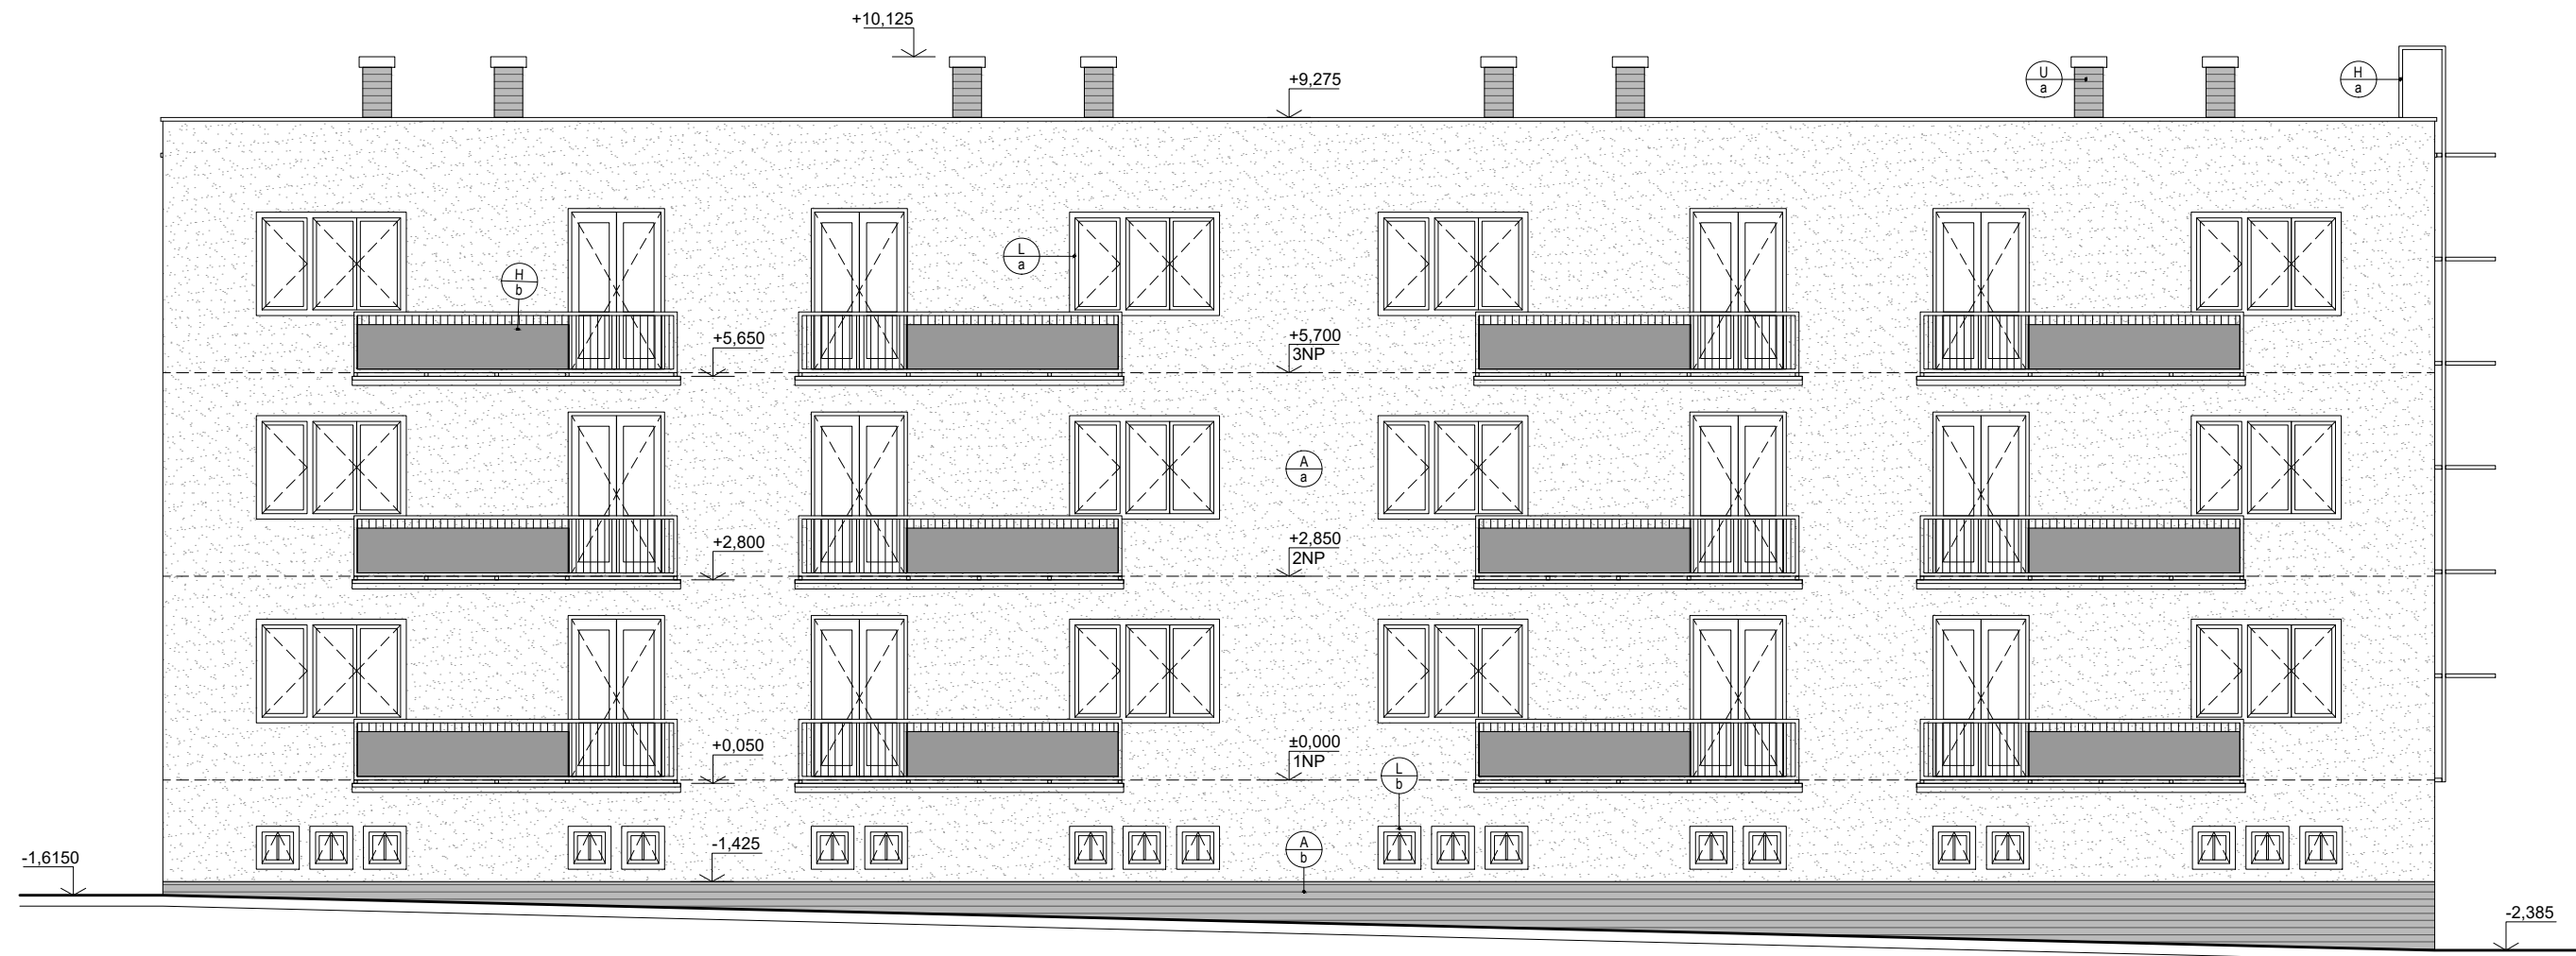 +10,125
+9,275
U
a
H
a
L
a
H
b
+5,650
+5,700
3NP
A
a
+2,800
+2,850
2NP
+0,050
±0,000
1NP
L
b
-1,425
A
b
-1,6150
-2,385